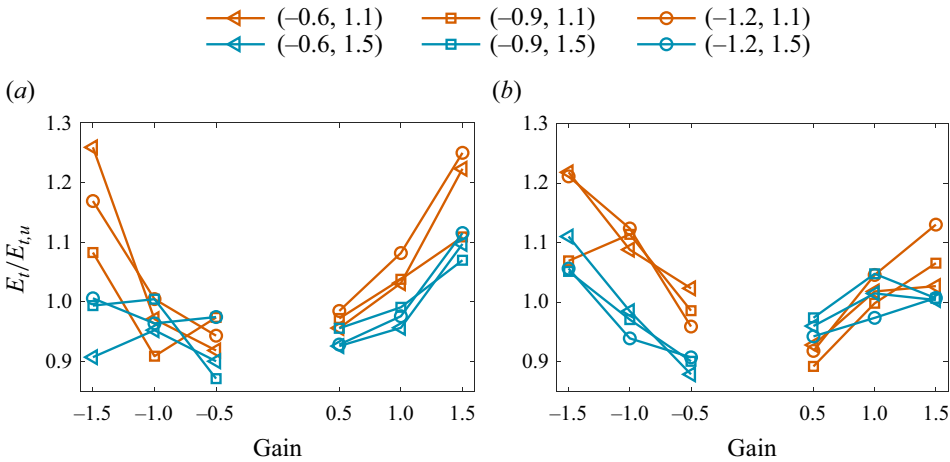 (–0.6, 1.1) (–0.9, 1.1) (–1.2, 1.1)
(–0.6, 1.5) (–0.9, 1.5) (–1.2, 1.5)
(a) (b)
1.3 1.3
1.2 1.2
1.1 1.1
E_t/E_{t,u}
1.0 1.0
0.9 0.9
–1.5 –1.0 –0.5 0.5 1.0 1.5 –1.5 –1.0 –0.5 0.5 1.0 1.5
Gain Gain